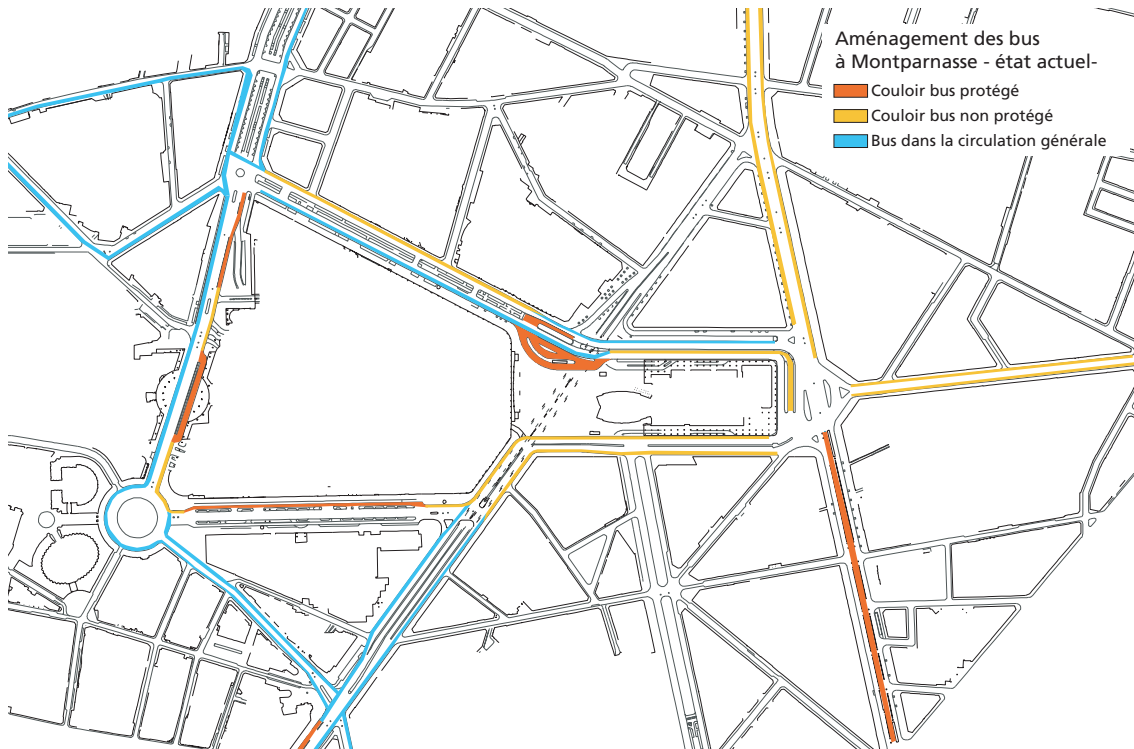 Aménagement des bus
à Montparnasse - état actuel-
Couloir bus protégé
Couloir bus non protégé
Bus dans la circulation générale